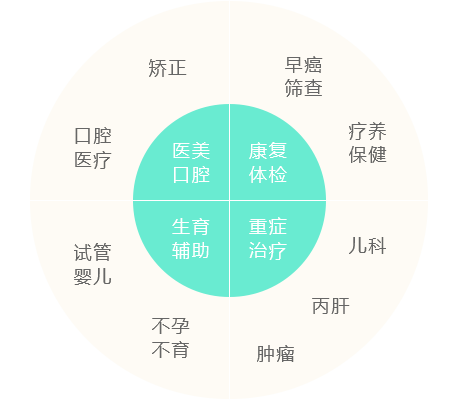 矫正
早癌
筛查
口腔
医疗
疗养
保健
医美
口腔
康复
体检
生育
辅助
重症
治疗
试管
婴儿
儿科
不孕
不育
丙肝
肿瘤